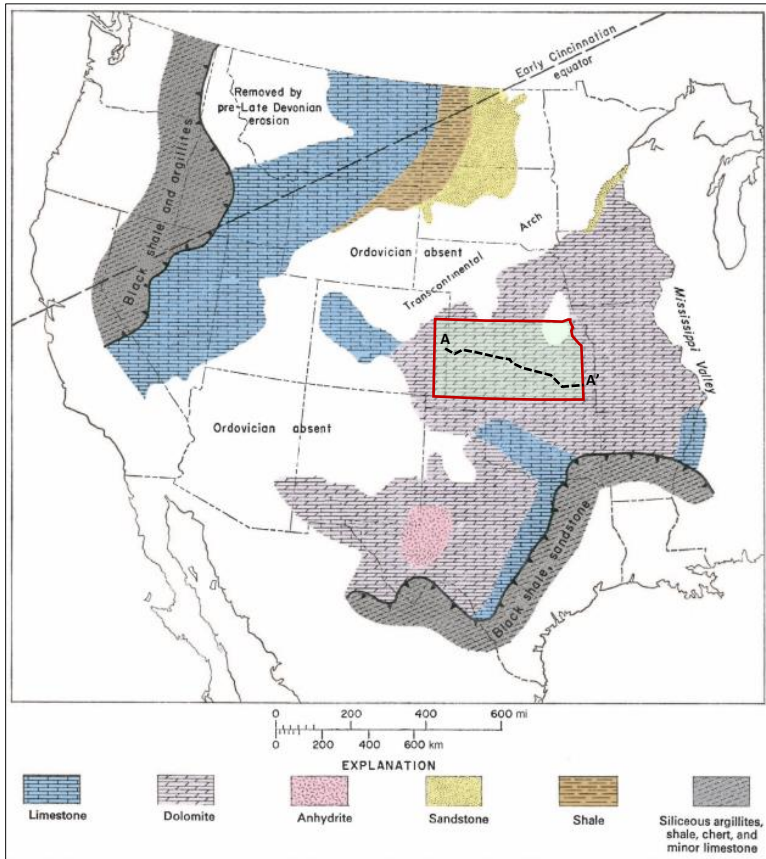 Early Cincinnatian
equator
Removed by
pre-Late Devonian
erosion
Black shale and argillites
Ordovician absent
Transcontinental
Arch
Mississippi Valley
A
A'
Ordovician absent
Black shale, sandstone
0 200 400 600 mi
0 200 400 600 km
EXPLANATION
Limestone
Dolomite
Anhydrite
Sandstone
Shale
Siliceous argillites,
shale, chert, and
minor limestone